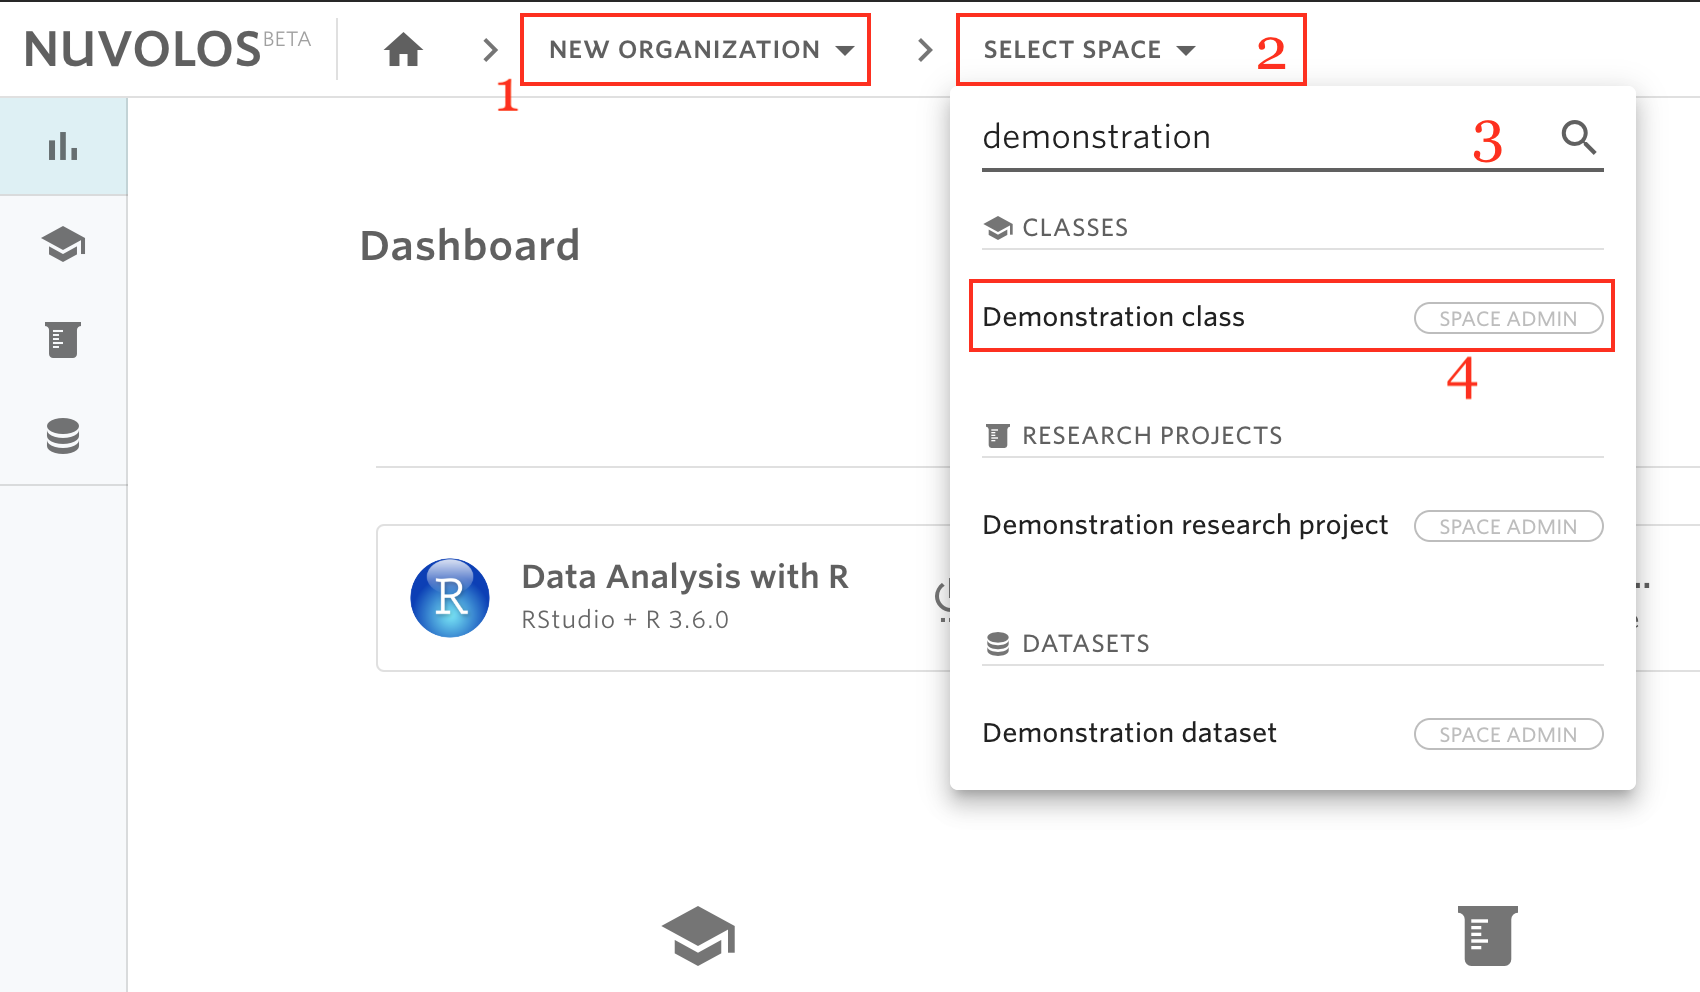 NUVOLOS BETA
NEW ORGANIZATION
SELECT SPACE
2
1
demonstration
3
CLASSES
Dashboard
Demonstration class
SPACE ADMIN
4
RESEARCH PROJECTS
Demonstration research project
SPACE ADMIN
Data Analysis with R
R
RStudio + R 3.6.0
DATASETS
Demonstration dataset
SPACE ADMIN